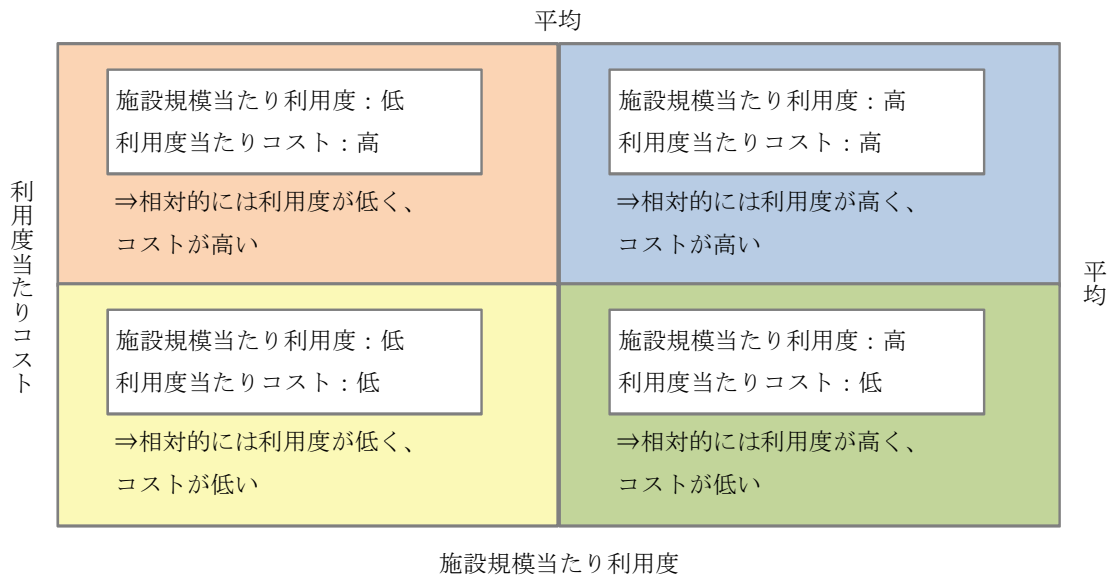 平均
施設規模当たり利用度：低
利用度当たりコスト：高
⇒相対的には利用度が低く、
コストが高い
施設規模当たり利用度：高
利用度当たりコスト：高
⇒相対的には利用度が高く、
コストが高い
利用度当たりコスト
平均
施設規模当たり利用度：低
利用度当たりコスト：低
⇒相対的には利用度が低く、
コストが低い
施設規模当たり利用度：高
利用度当たりコスト：低
⇒相対的には利用度が高く、
コストが低い
施設規模当たり利用度